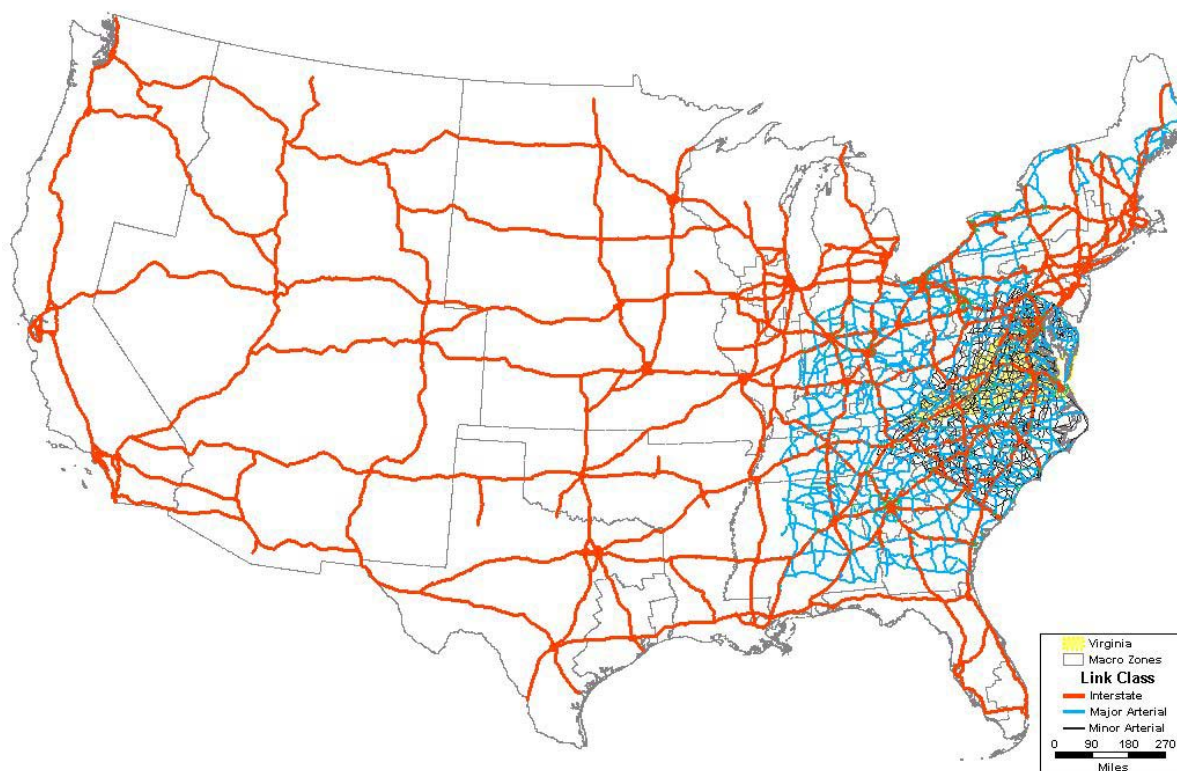 Virginia
Macro Zones
Link Class
Interstate
Major Arterial
Minor Arterial
0 90 180 270
Miles